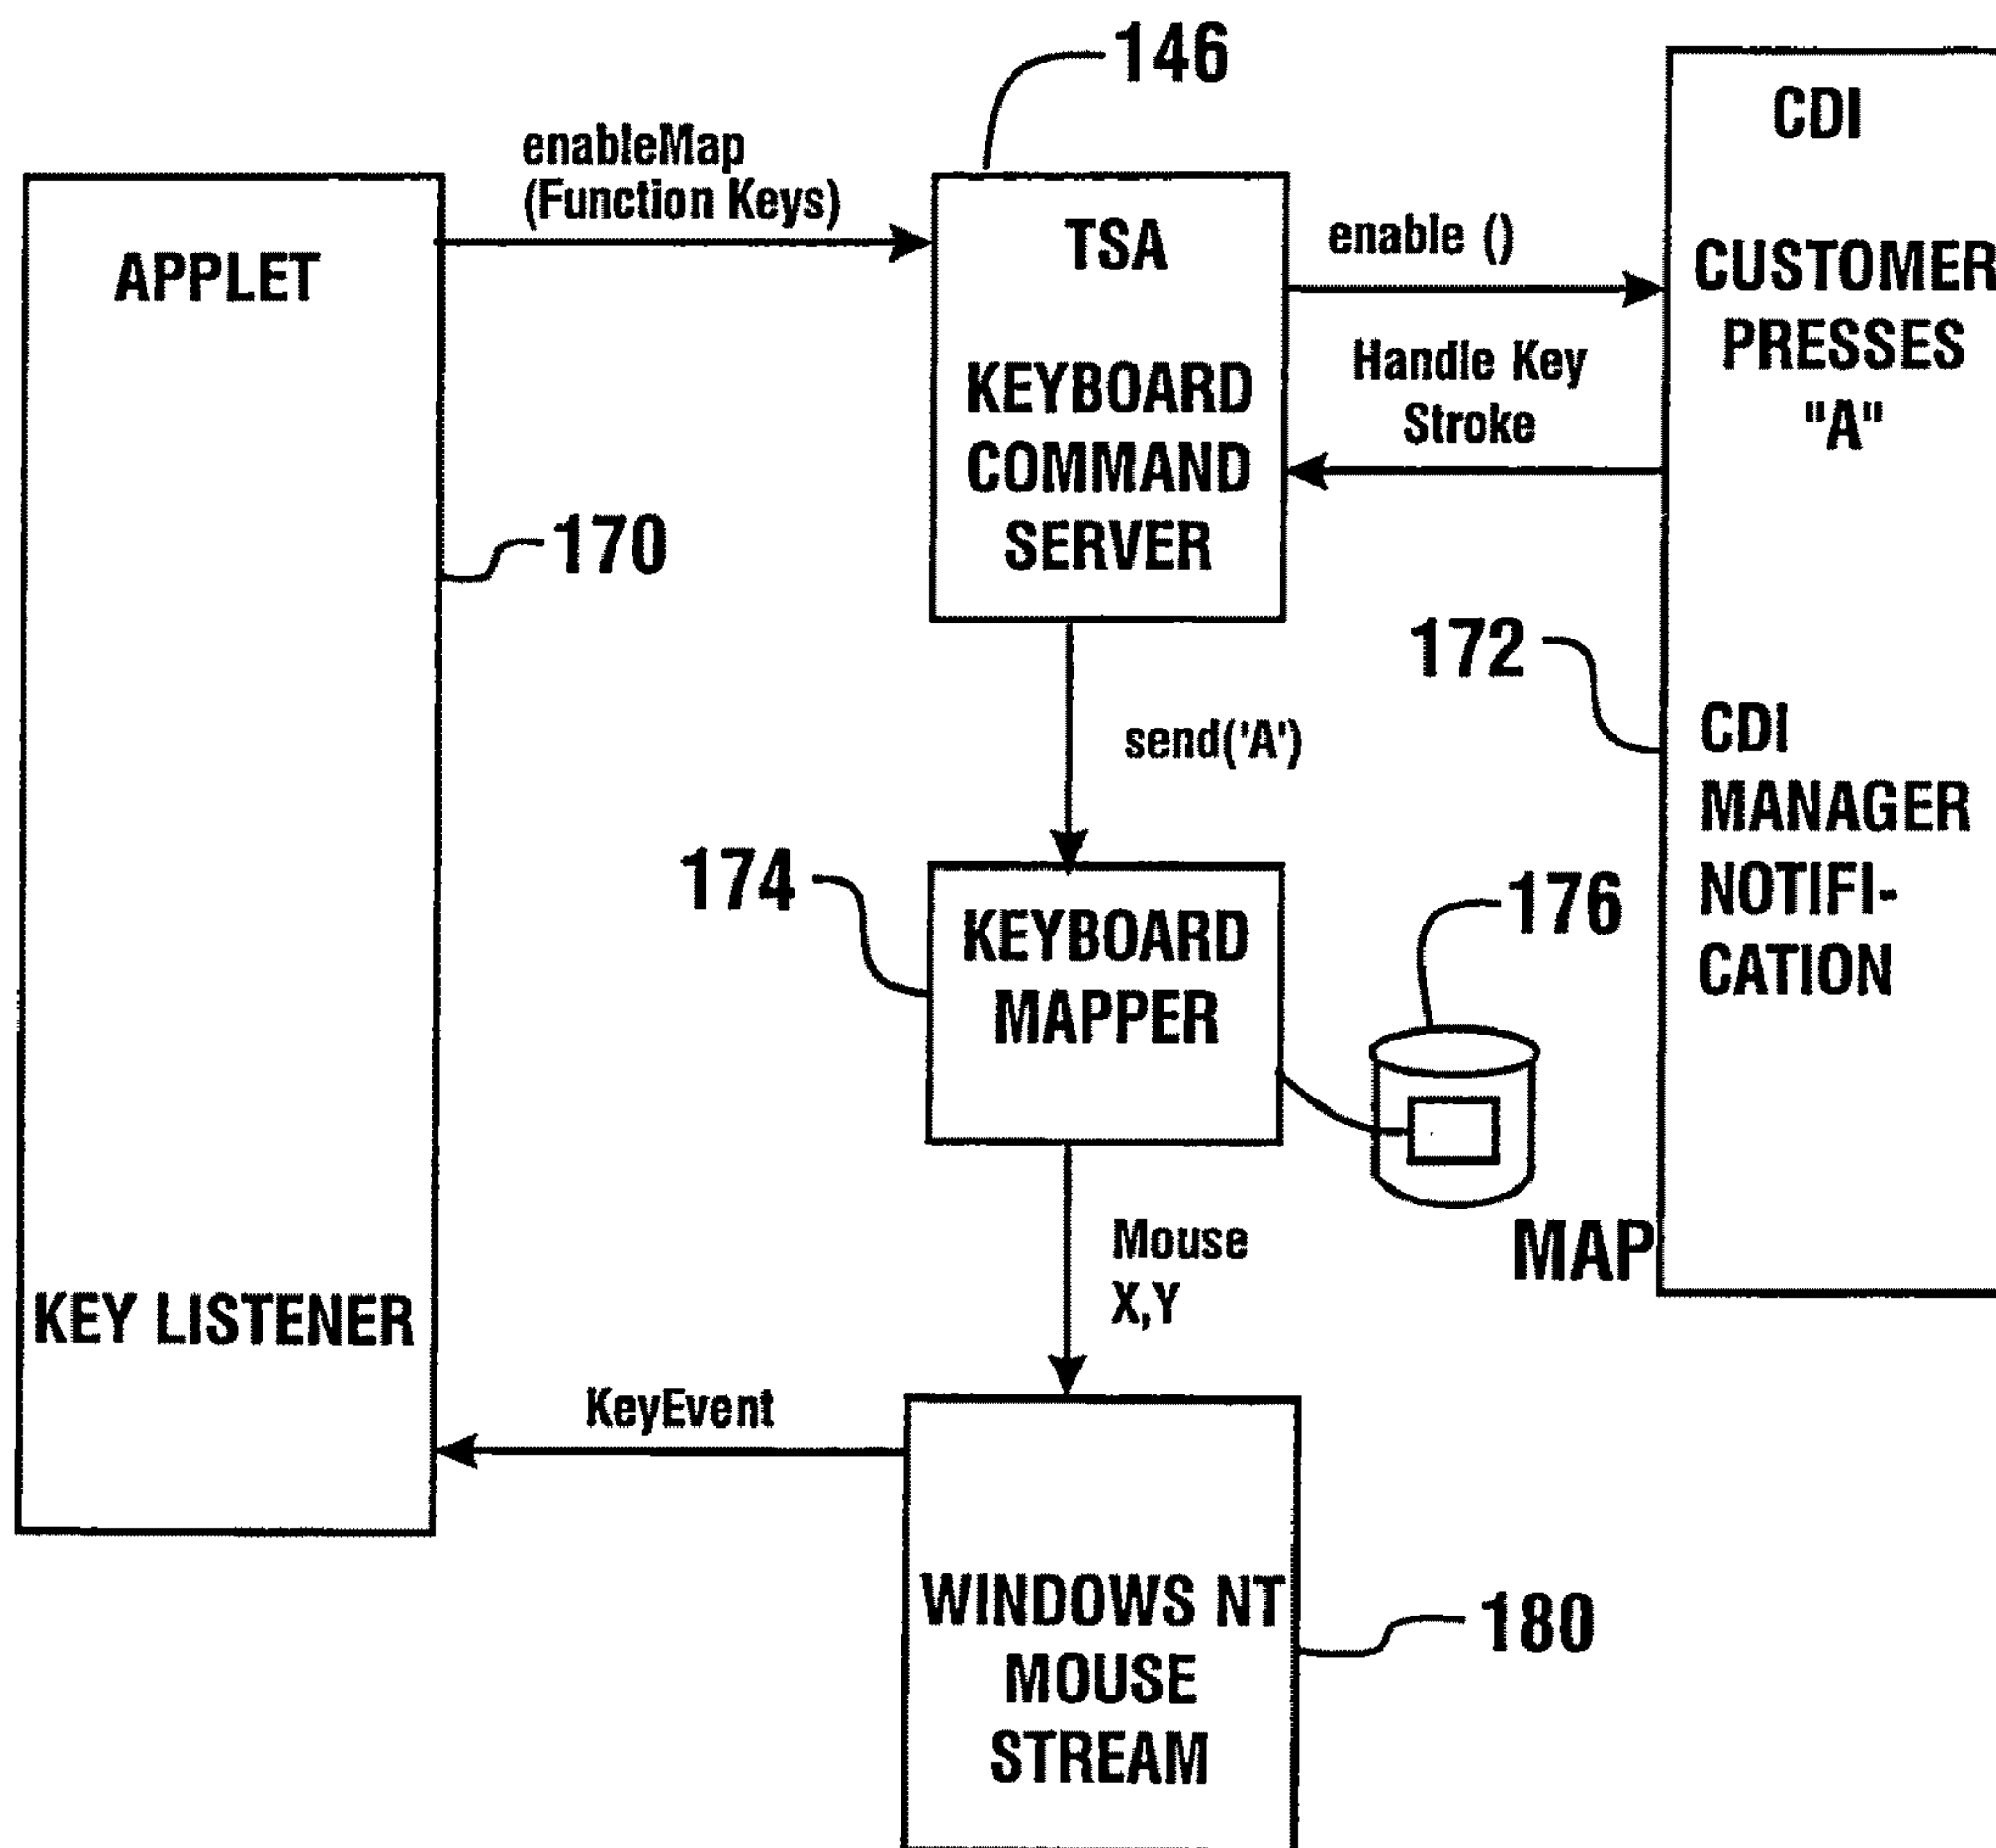 146
enableMap
(Function Keys)
APPLET
170
KEY LISTENER
TSA
KEYBOARD
COMMAND
SERVER
enable ()
Handle Key
Stroke
CDI
CUSTOMER
PRESSES
"A"
172
CDI
MANAGER
NOTIFI-
CATION
send('A')
174
KEYBOARD
MAPPER
176
MAP
Mouse
X,Y
KeyEvent
WINDOWS NT
MOUSE
STREAM
180